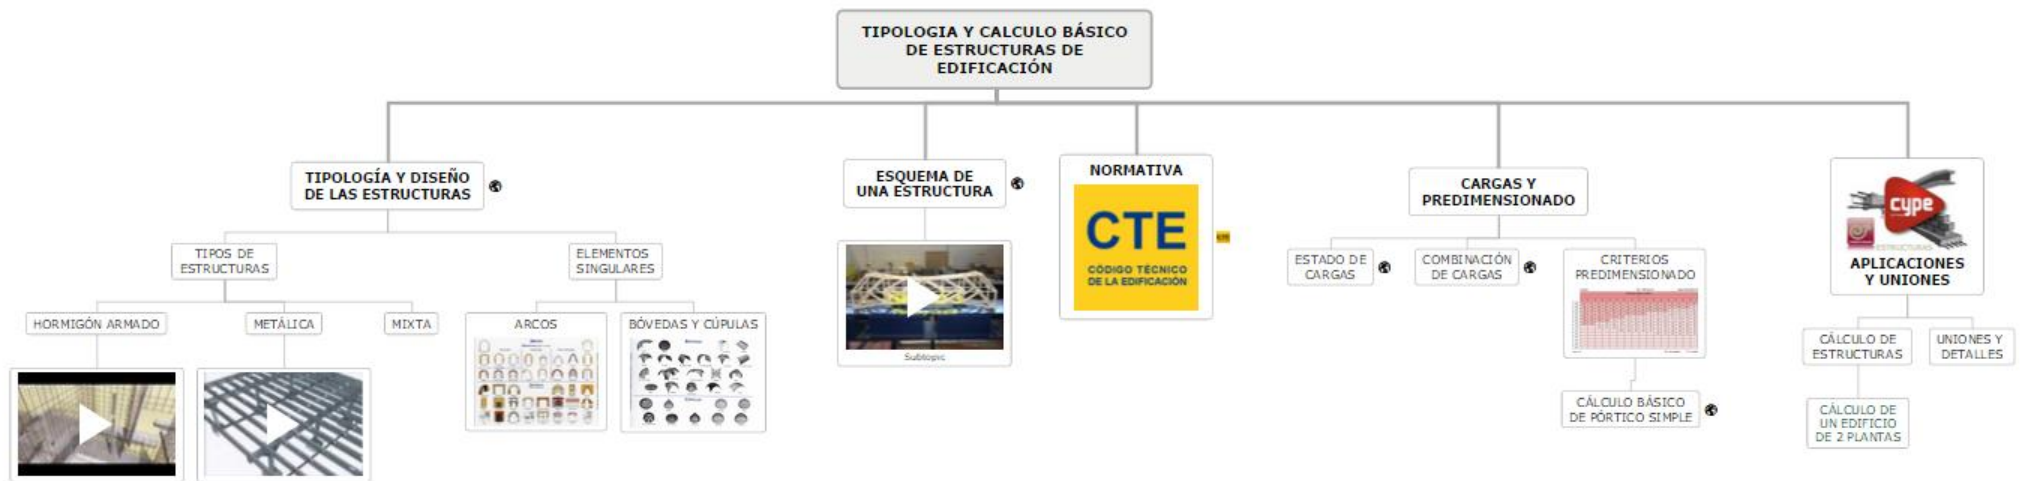 TIPOLOGIA Y CALCULO BÁSICO
DE ESTRUCTURAS DE
EDIFICACIÓN
TIPOLOGÍA Y DISEÑO
DE LAS ESTRUCTURAS
TIPOS DE
ESTRUCTURAS
HORMIGÓN ARMADO
METÁLICA
MIXTA
ELEMENTOS
SINGULARES
ARCOS
BÓVEDAS Y CÚPULAS
ESQUEMA DE
UNA ESTRUCTURA
Subtopic
NORMATIVA
CTE
CÓDIGO TÉCNICO
DE LA EDIFICACIÓN
CARGAS Y
PREDIMENSIONADO
ESTADO DE
CARGAS
COMBINACIÓN
DE CARGAS
CRITERIOS
PREDIMENSIONADO
CÁLCULO BÁSICO
DE PÓRTICO SIMPLE
cype
ESTRUCTURAS
APLICACIONES
Y UNIONES
CÁLCULO DE
ESTRUCTURAS
CÁLCULO DE
UN EDIFICIO
DE 2 PLANTAS
UNIONES Y
DETALLES